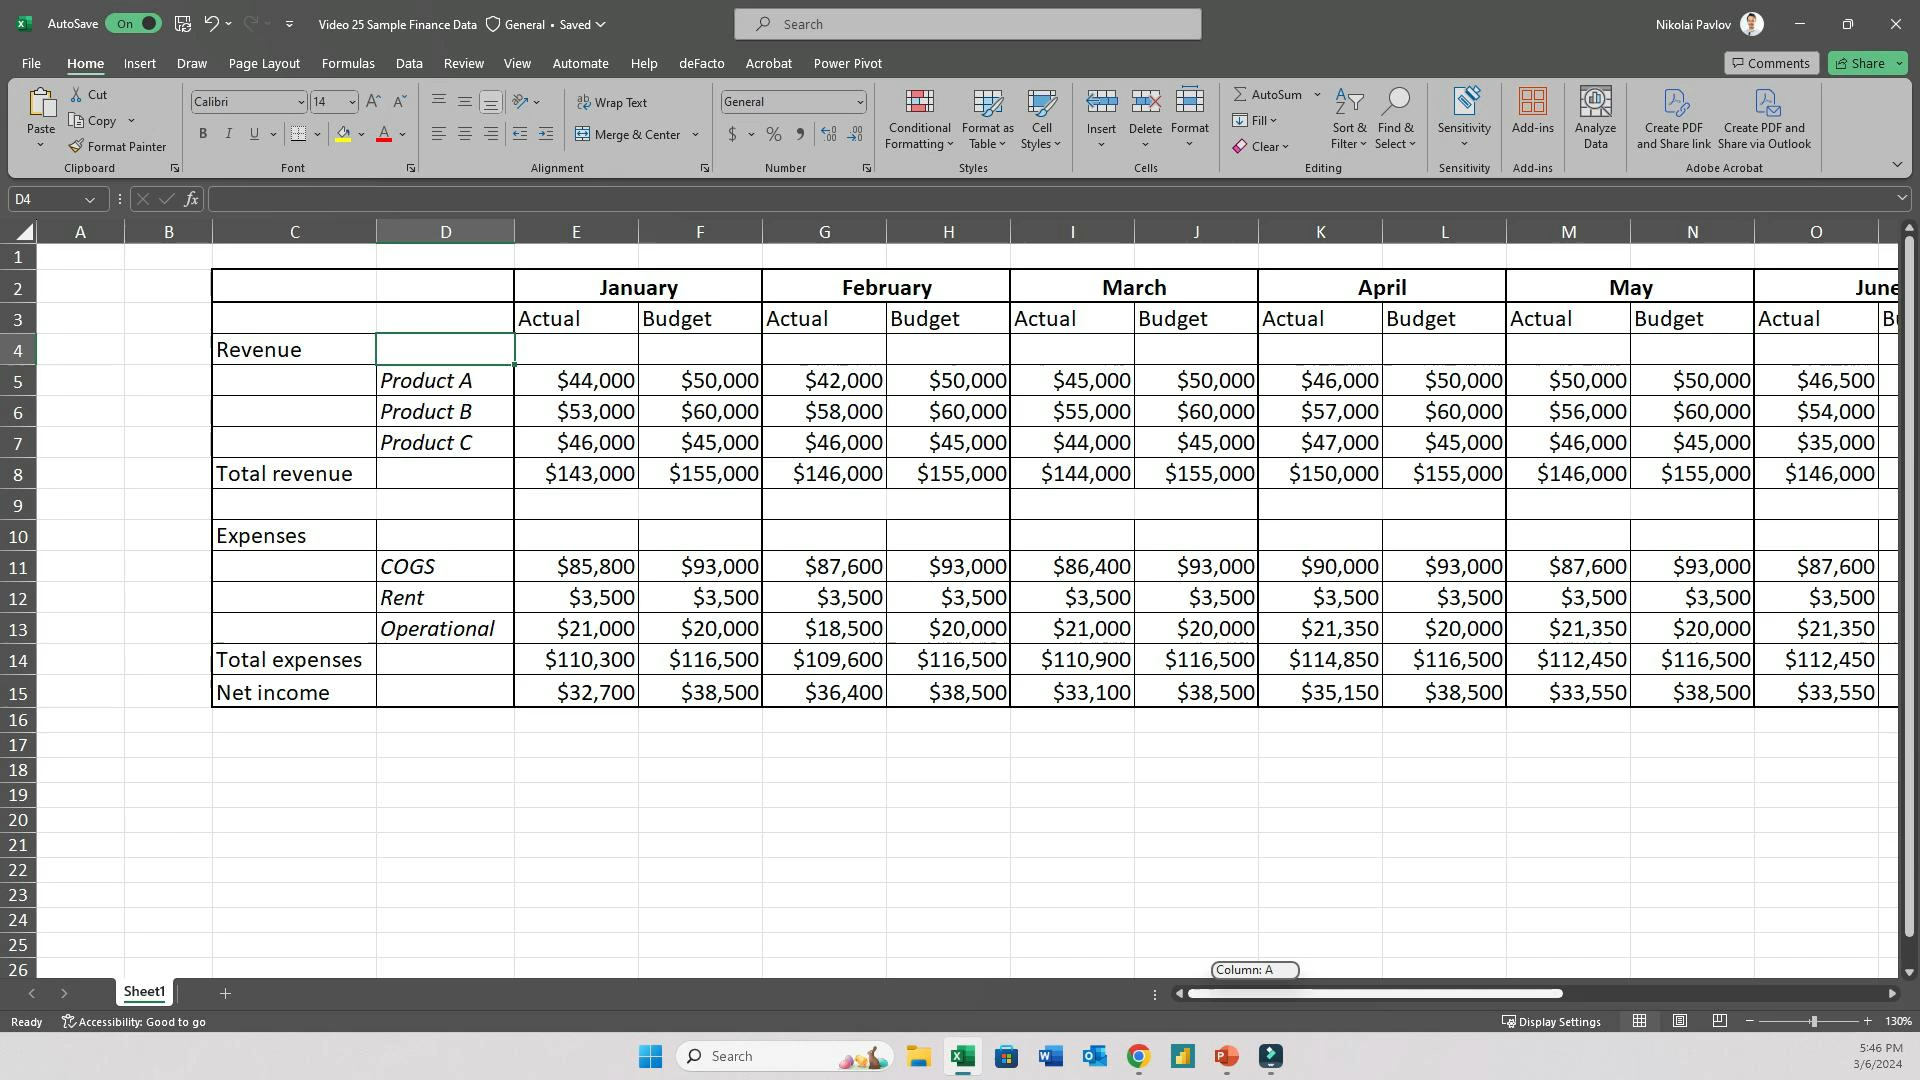 AutoSave On Video 25 Sample Finance Data General • Saved Search Nikolai Pavlov
File Home Insert Draw Page Layout Formulas Data Review View Automate Help deFacto Acrobat Power Pivot Comments Share
Paste Cut Copy Format Painter Clipboard
Calibri 14 A A B I U A Font
ab Wrap Text Merge & Center Alignment
General $ % Number
Conditional Formatting Format as Table Cell Styles Styles
Insert Delete Format Cells
AutoSum Fill Clear Sort & Filter Find & Select Editing
Sensitivity Sensitivity
Add-ins Add-ins
Analyze Data
Create PDF and Share link Create PDF and Share via Outlook Adobe Acrobat
D4 fx
A B C D E F G H I J K L M N O
1
2 January February March April May June
3 Actual Budget Actual Budget Actual Budget Actual Budget Actual Budget Actual
4 Revenue
5 Product A $44,000 $50,000 $42,000 $50,000 $45,000 $50,000 $46,000 $50,000 $50,000 $50,000 $46,500
6 Product B $53,000 $60,000 $58,000 $60,000 $55,000 $60,000 $57,000 $60,000 $56,000 $60,000 $54,000
7 Product C $46,000 $45,000 $46,000 $45,000 $44,000 $45,000 $47,000 $45,000 $46,000 $45,000 $35,000
8 Total revenue $143,000 $155,000 $146,000 $155,000 $144,000 $155,000 $150,000 $155,000 $146,000 $155,000 $146,000
9
10 Expenses
11 COGS $85,800 $93,000 $87,600 $93,000 $86,400 $93,000 $90,000 $93,000 $87,600 $93,000 $87,600
12 Rent $3,500 $3,500 $3,500 $3,500 $3,500 $3,500 $3,500 $3,500 $3,500 $3,500 $3,500
13 Operational $21,000 $20,000 $18,500 $20,000 $21,000 $20,000 $21,350 $20,000 $21,350 $20,000 $21,350
14 Total expenses $110,300 $116,500 $109,600 $116,500 $110,900 $116,500 $114,850 $116,500 $112,450 $116,500 $112,450
15 Net income $32,700 $38,500 $36,400 $38,500 $33,100 $38,500 $35,150 $38,500 $33,550 $38,500 $33,550
16
17
18
19
20
21
22
23
24
25
26
Column: A
Sheet1
Ready Accessibility: Good to go Display Settings 130%
Search
5:46 PM
3/6/2024